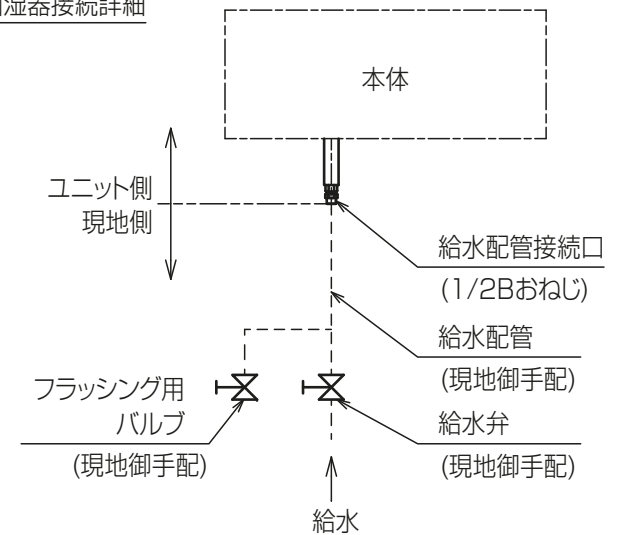 湿器接続詳細
本体
ユニット側
現地側
給水配管接続口
(1/2Bおねじ)
給水配管
(現地御手配)
フラッシング用
バルブ
(現地御手配)
給水弁
(現地御手配)
給水